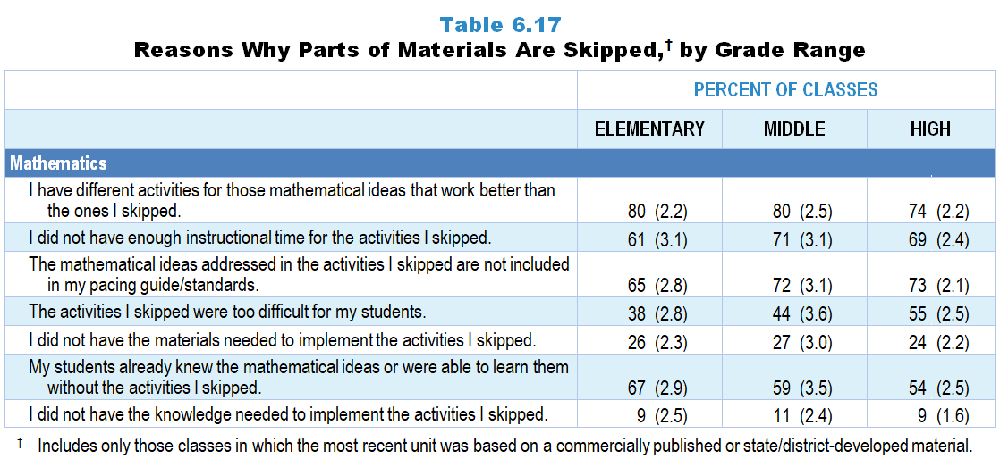 Table 6.17
Reasons Why Parts of Materials Are Skipped,† by Grade Range
PERCENT OF CLASSES
ELEMENTARY MIDDLE HIGH
Mathematics
I have different activities for those mathematical ideas that work better than
the ones I skipped. 80 (2.2) 80 (2.5) 74 (2.2)
I did not have enough instructional time for the activities I skipped. 61 (3.1) 71 (3.1) 69 (2.4)
The mathematical ideas addressed in the activities I skipped are not included
in my pacing guide/standards. 65 (2.8) 72 (3.1) 73 (2.1)
The activities I skipped were too difficult for my students. 38 (2.8) 44 (3.6) 55 (2.5)
I did not have the materials needed to implement the activities I skipped. 26 (2.3) 27 (3.0) 24 (2.2)
My students already knew the mathematical ideas or were able to learn them
without the activities I skipped. 67 (2.9) 59 (3.5) 54 (2.5)
I did not have the knowledge needed to implement the activities I skipped. 9 (2.5) 11 (2.4) 9 (1.6)
† Includes only those classes in which the most recent unit was based on a commercially published or state/district-developed material.